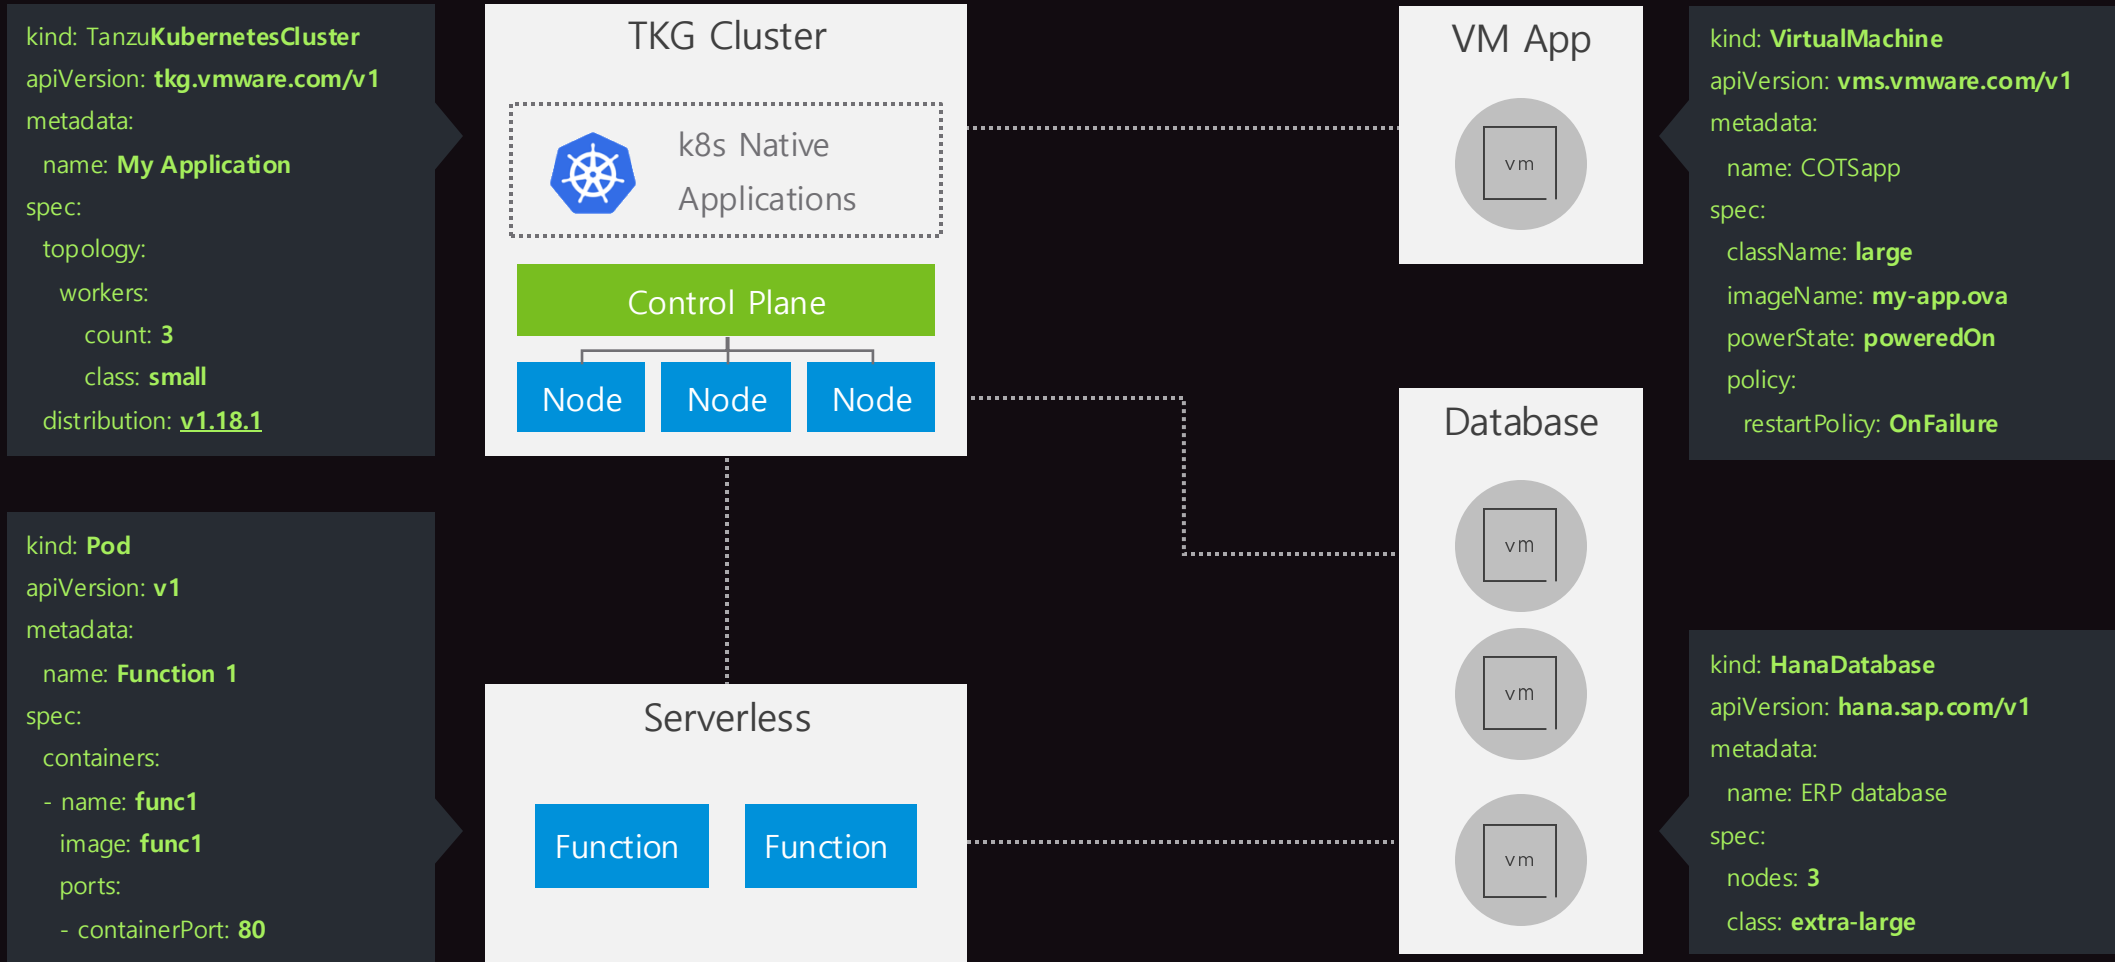 kind: TanzuKubernetesCluster
apiVersion: tkg.vmware.com/v1
metadata:
name: My Application
spec:
topology:
workers:
count: 3
class: small
distribution: v1.18.1
TKG Cluster
k8s Native
Applications
Control Plane
Node Node Node
VM App
vm
kind: VirtualMachine
apiVersion: vms.vmware.com/v1
metadata:
name: COTSapp
spec:
className: large
imageName: my-app.ova
powerState: poweredOn
policy:
restartPolicy: OnFailure
kind: Pod
apiVersion: v1
metadata:
name: Function 1
spec:
containers:
- name: func1
image: func1
ports:
- containerPort: 80
Serverless
Function Function
Database
vm
vm
vm
kind: HanaDatabase
apiVersion: hana.sap.com/v1
metadata:
name: ERP database
spec:
nodes: 3
class: extra-large